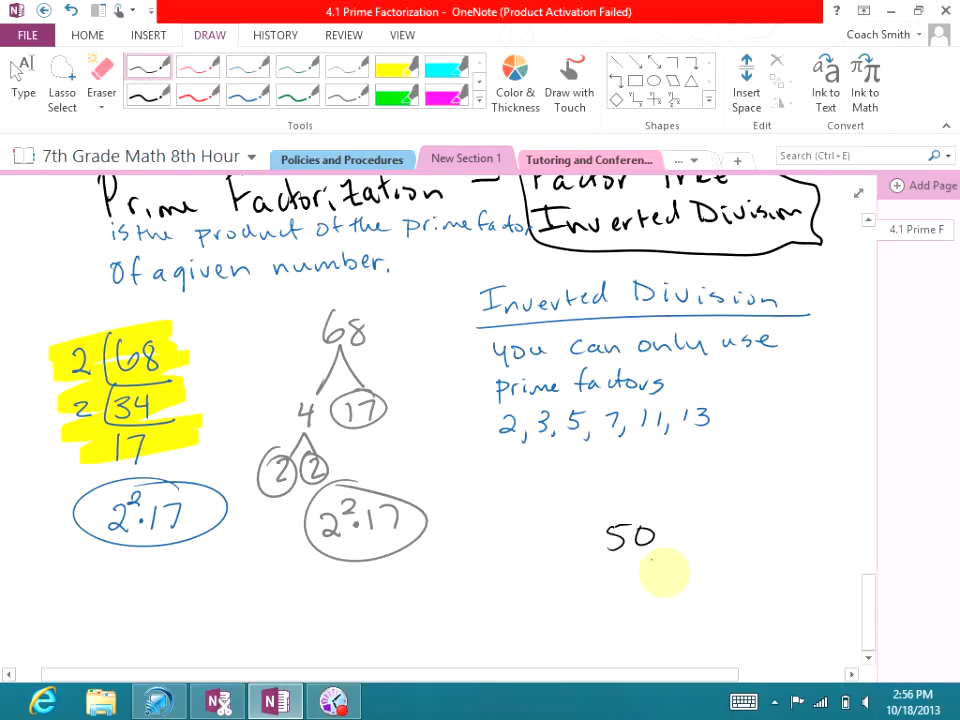 4.1 Prime Factorization - OneNote (Product Activation Failed)
FILE HOME INSERT DRAW HISTORY REVIEW VIEW Coach Smith
Type Lasso Select Eraser Color & Thickness Draw with Touch Insert Space Ink to Text Ink to Math
Tools Shapes Edit Convert
7th Grade Math 8th Hour Policies and Procedures New Section 1 Tutoring and Conferen... ... Search (Ctrl+E)
Add Page
4.1 Prime F
Prime Factorization - Factor Tree
Inverted Division
is the product of the prime facto
of a given number.
Inverted Division
you can only use
prime factors
2, 3, 5, 7, 11, 13
2 68
2 34
17
2²·17
68
4 17
2 2
2²·17
50
2:56 PM
10/18/2013